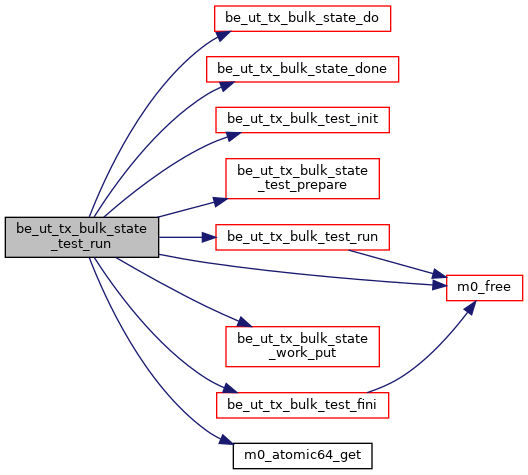 be_ut_tx_bulk_state_do
be_ut_tx_bulk_state_done
be_ut_tx_bulk_test_init
be_ut_tx_bulk_state
_test_prepare
be_ut_tx_bulk_state
_test_run
be_ut_tx_bulk_test_run
m0_free
be_ut_tx_bulk_state
_work_put
be_ut_tx_bulk_test_fini
m0_atomic64_get